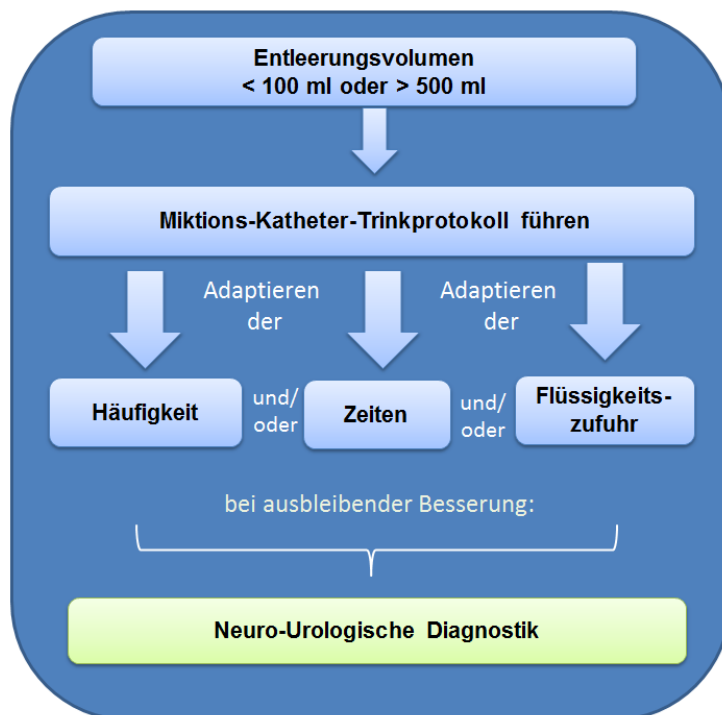 Entleerungsvolumen
< 100 ml oder > 500 ml
Miktions-Katheter-Trinkprotokoll führen
Adaptieren
der
Adaptieren
der
Häufigkeit
und/
oder
Zeiten
und/
oder
Flüssigkeits-
zufuhr
bei ausbleibender Besserung:
Neuro-Urologische Diagnostik